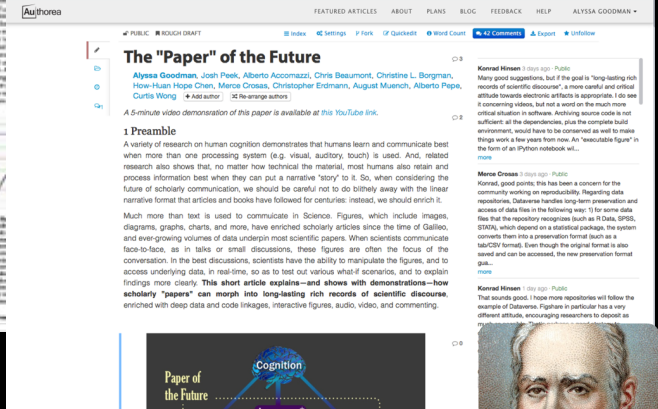 Authorea
FEATURED ARTICLES ABOUT PLANS BLOG FEEDBACK HELP ALYSSA GOODMAN
PUBLIC ROUGH DRAFT
Index Settings Fork Quickedit Word Count 42 Comments Export Unfollow
The "Paper" of the Future
3
Alyssa Goodman, Josh Peek, Alberto Accomazzi, Chris Beaumont, Christine L. Borgman,
How-Huan Hope Chen, Merce Crosas, Christopher Erdmann, August Muench, Alberto Pepe,
Curtis Wong + Add author Re-arrange authors
A 5-minute video demonsration of this paper is available at this YouTube link.
2
1 Preamble
A variety of research on human cognition demonstrates that humans learn and communicate best
when more than one processing system (e.g. visual, auditory, touch) is used. And, related
research also shows that, no matter how technical the material, most humans also retain and
process information best when they can put a narrative "story" to it. So, when considering the
future of scholarly communication, we should be careful not to do blithely away with the linear
narrative format that articles and books have followed for centuries: instead, we should enrich it.
Much more than text is used to commuicate in Science. Figures, which include images,
diagrams, graphs, charts, and more, have enriched scholarly articles since the time of Galileo,
and ever-growing volumes of data underpin most scientific papers. When scientists communicate
face-to-face, as in talks or small discussions, these figures are often the focus of the
conversation. In the best discussions, scientists have the ability to manipulate the figures, and to
access underlying data, in real-time, so as to test out various what-if scenarios, and to explain
findings more clearly. This short article explains—and shows with demonstrations—how
scholarly "papers" can morph into long-lasting rich records of scientific discourse,
enriched with deep data and code linkages, interactive figures, audio, video, and commenting.
0
Cognition
Paper of
the Future
Konrad Hinsen 3 days ago · Public
Many good suggestions, but if the goal is "long-lasting rich
records of scientific discourse", a more careful and critical
attitude towards electronic artifacts is appropriate. I do see
it concerning videos, but not a word on the much more
critical situation in software. Archiving source code is not
sufficient: all the dependencies, plus the complete build
environment, would have to be conserved as well to make
things work a few years from now. An "executable figure" in
the form of an IPython notebook wil...
more
Merce Crosas 3 days ago · Public
Konrad, good points; this has been a concern for the
community working on reproducibility. Regarding data
repositories, Dataverse handles long-term preservation and
access of data files in the following way: 1) for some data
files that the repository recognizes (such as R Data, SPSS,
STATA), which depend on a statistical package, the system
converts them into a preservation format (such as a
tab/CSV format). Even though the original format is also
saved and can be accessed, the new preservation format
gua...
more
Konrad Hinsen 1 day ago · Public
That sounds good. I hope more repositories will follow the
example of Dataverse. Figshare in particular has a very
different attitude, encouraging researchers to deposit as